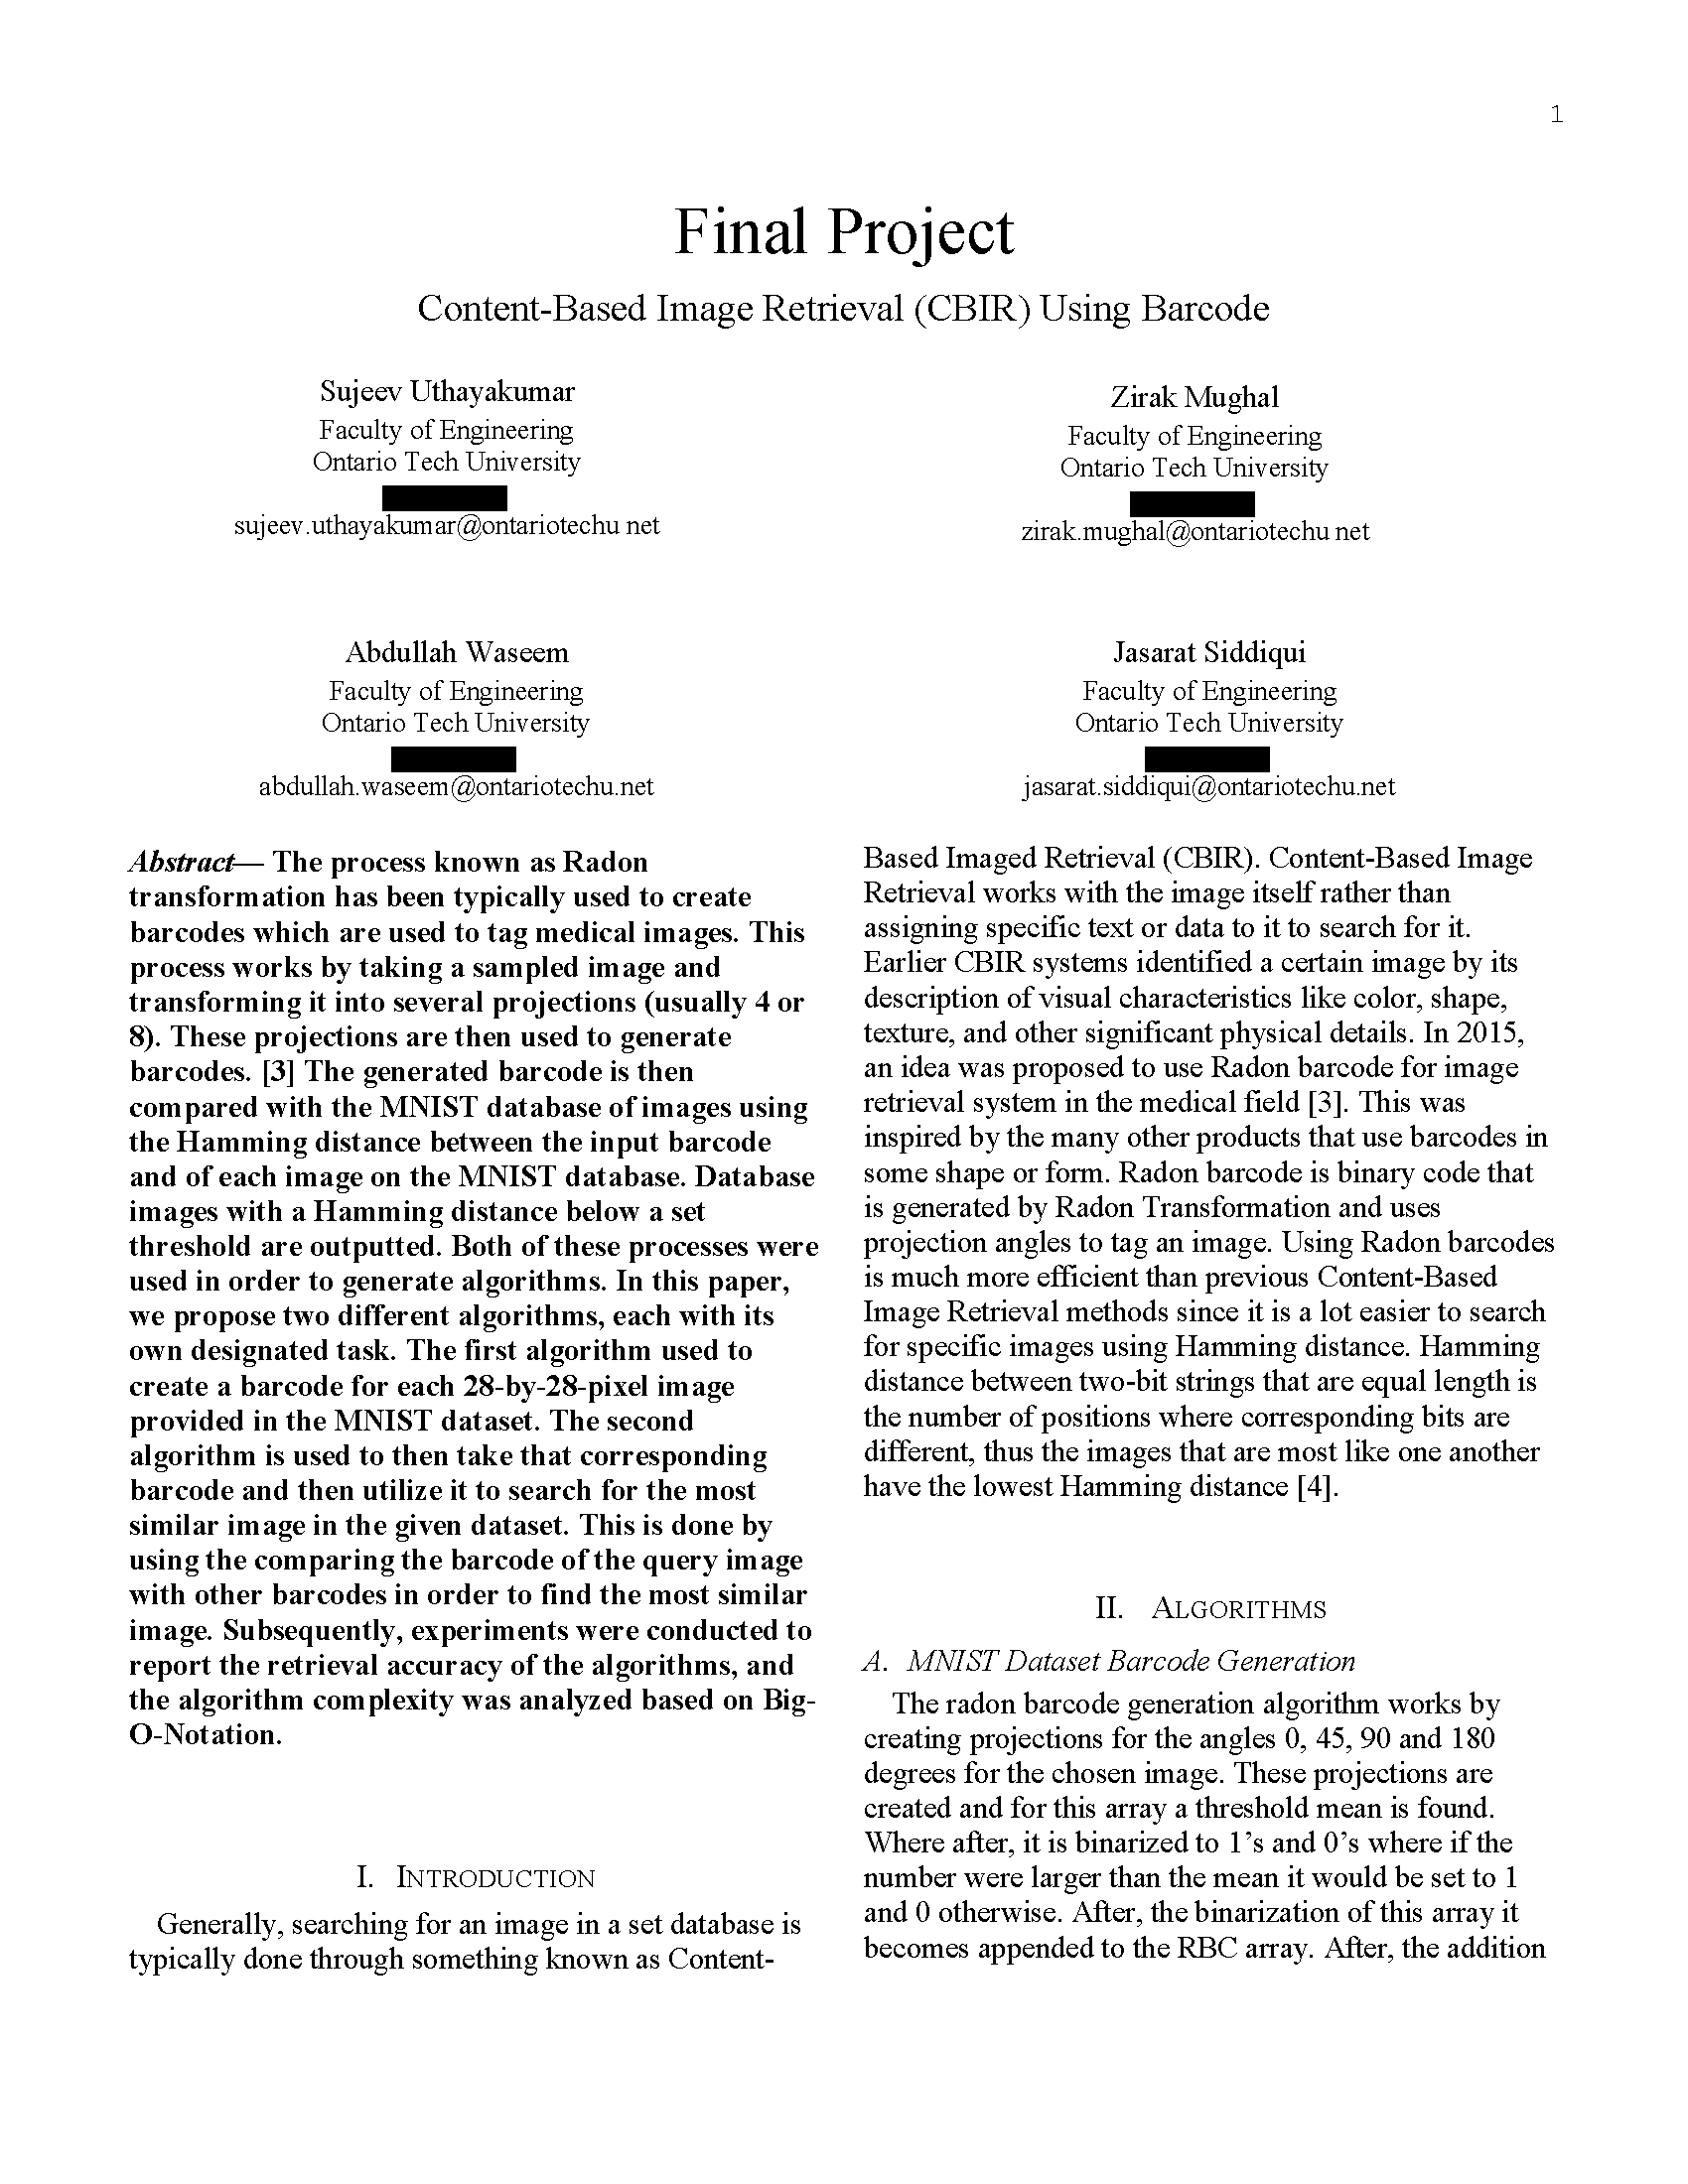 1
Final Project
Content-Based Image Retrieval (CBIR) Using Barcode
Sujeev Uthayakumar
Faculty of Engineering
Ontario Tech University
sujeev.uthayakumar@ontariotechu net
Zirak Mughal
Faculty of Engineering
Ontario Tech University
zirak.mughal@ontariotechu net
Abdullah Waseem
Faculty of Engineering
Ontario Tech University
abdullah.waseem@ontariotechu.net
Jasarat Siddiqui
Faculty of Engineering
Ontario Tech University
jasarat.siddiqui@ontariotechu.net
Abstract— The process known as Radon
transformation has been typically used to create
barcodes which are used to tag medical images. This
process works by taking a sampled image and
transforming it into several projections (usually 4 or
8). These projections are then used to generate
barcodes. [3] The generated barcode is then
compared with the MNIST database of images using
the Hamming distance between the input barcode
and of each image on the MNIST database. Database
images with a Hamming distance below a set
threshold are outputted. Both of these processes were
used in order to generate algorithms. In this paper,
we propose two different algorithms, each with its
own designated task. The first algorithm used to
create a barcode for each 28-by-28-pixel image
provided in the MNIST dataset. The second
algorithm is used to then take that corresponding
barcode and then utilize it to search for the most
similar image in the given dataset. This is done by
using the comparing the barcode of the query image
with other barcodes in order to find the most similar
image. Subsequently, experiments were conducted to
report the retrieval accuracy of the algorithms, and
the algorithm complexity was analyzed based on Big-
O-Notation.
I. INTRODUCTION
Generally, searching for an image in a set database is
typically done through something known as Content-
Based Imaged Retrieval (CBIR). Content-Based Image
Retrieval works with the image itself rather than
assigning specific text or data to it to search for it.
Earlier CBIR systems identified a certain image by its
description of visual characteristics like color, shape,
texture, and other significant physical details. In 2015,
an idea was proposed to use Radon barcode for image
retrieval system in the medical field [3]. This was
inspired by the many other products that use barcodes in
some shape or form. Radon barcode is binary code that
is generated by Radon Transformation and uses
projection angles to tag an image. Using Radon barcodes
is much more efficient than previous Content-Based
Image Retrieval methods since it is a lot easier to search
for specific images using Hamming distance. Hamming
distance between two-bit strings that are equal length is
the number of positions where corresponding bits are
different, thus the images that are most like one another
have the lowest Hamming distance [4].
II. ALGORITHMS
A. MNIST Dataset Barcode Generation
The radon barcode generation algorithm works by
creating projections for the angles 0, 45, 90 and 180
degrees for the chosen image. These projections are
created and for this array a threshold mean is found.
Where after, it is binarized to 1’s and 0’s where if the
number were larger than the mean it would be set to 1
and 0 otherwise. After, the binarization of this array it
becomes appended to the RBC array. After, the addition